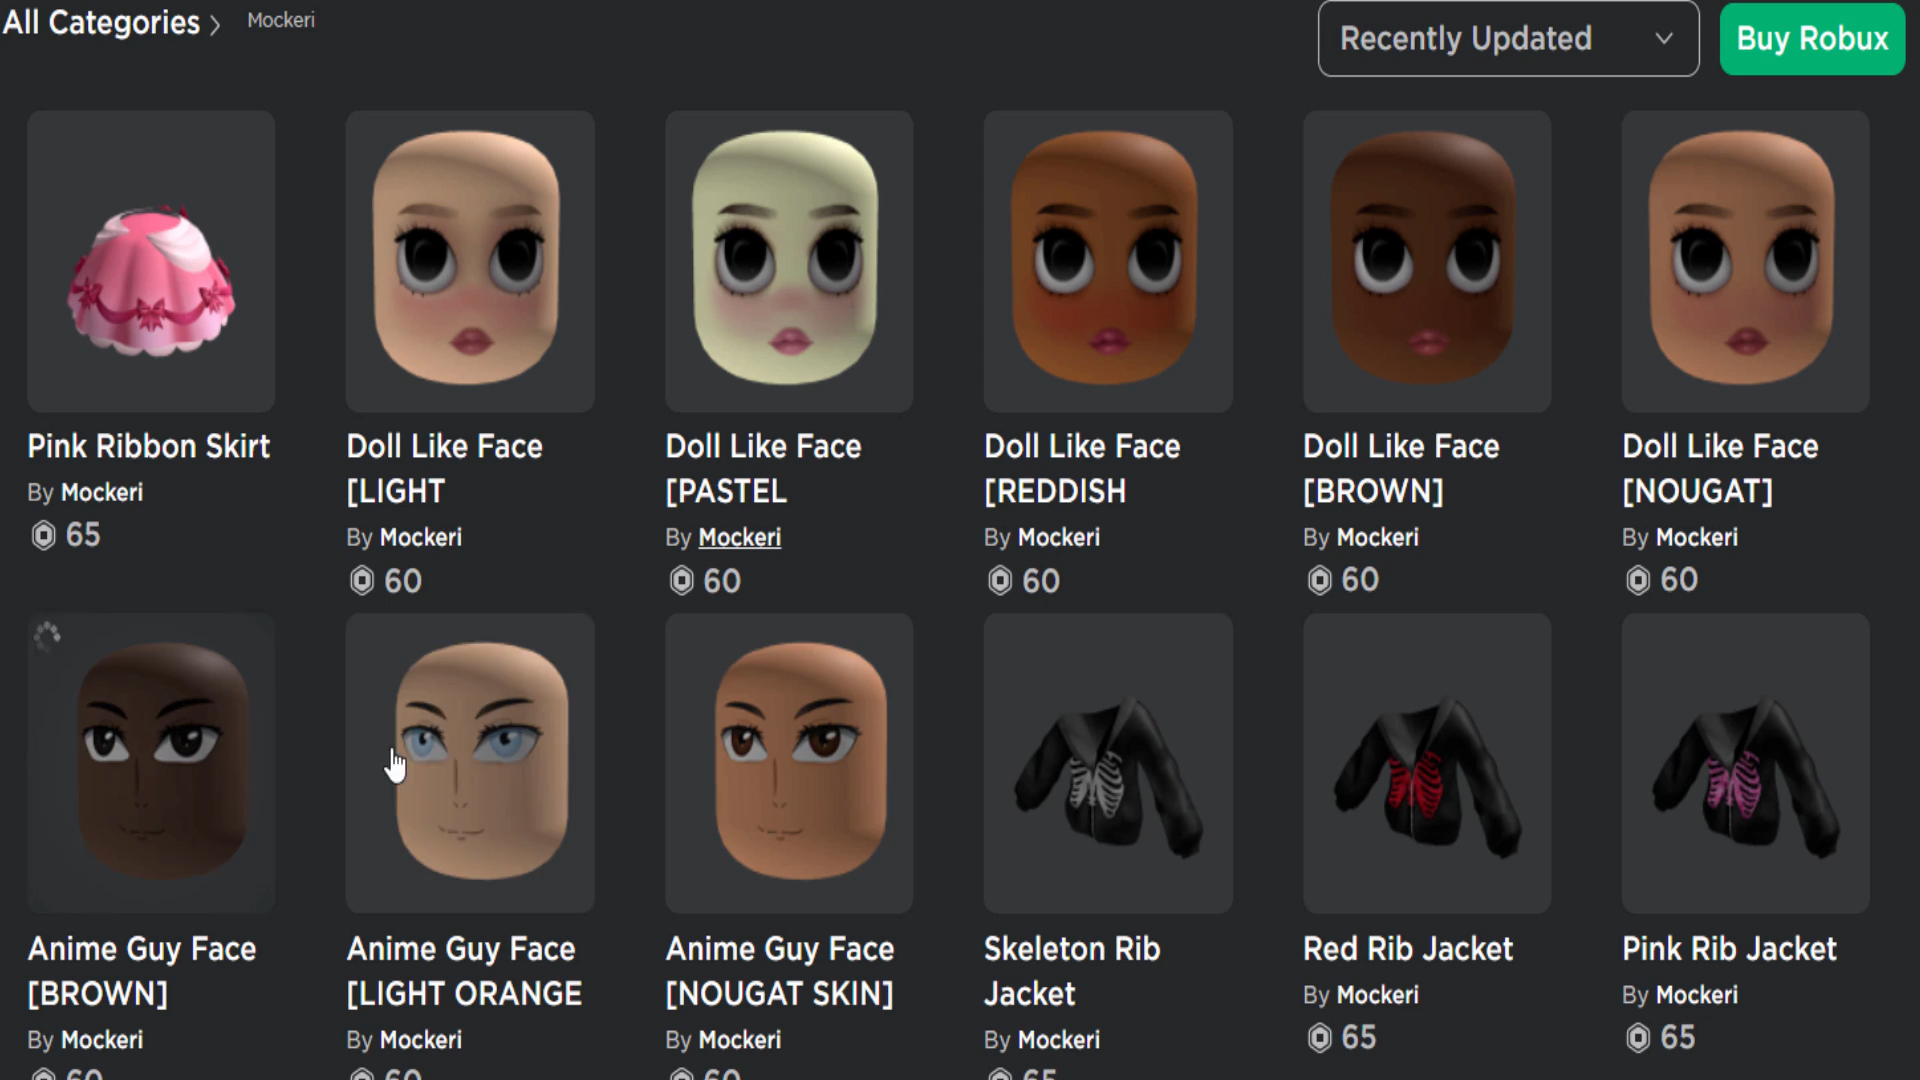 All Categories > Mockeri
Recently Updated
Buy Robux
Pink Ribbon Skirt
By Mockeri
65
Doll Like Face
[LIGHT
By Mockeri
60
Doll Like Face
[PASTEL
By Mockeri
60
Doll Like Face
[REDDISH
By Mockeri
60
Doll Like Face
[BROWN]
By Mockeri
60
Doll Like Face
[NOUGAT]
By Mockeri
60
Anime Guy Face
[BROWN]
By Mockeri
60
Anime Guy Face
[LIGHT ORANGE
By Mockeri
60
Anime Guy Face
[NOUGAT SKIN]
By Mockeri
60
Skeleton Rib
Jacket
By Mockeri
65
Red Rib Jacket
By Mockeri
65
Pink Rib Jacket
By Mockeri
65